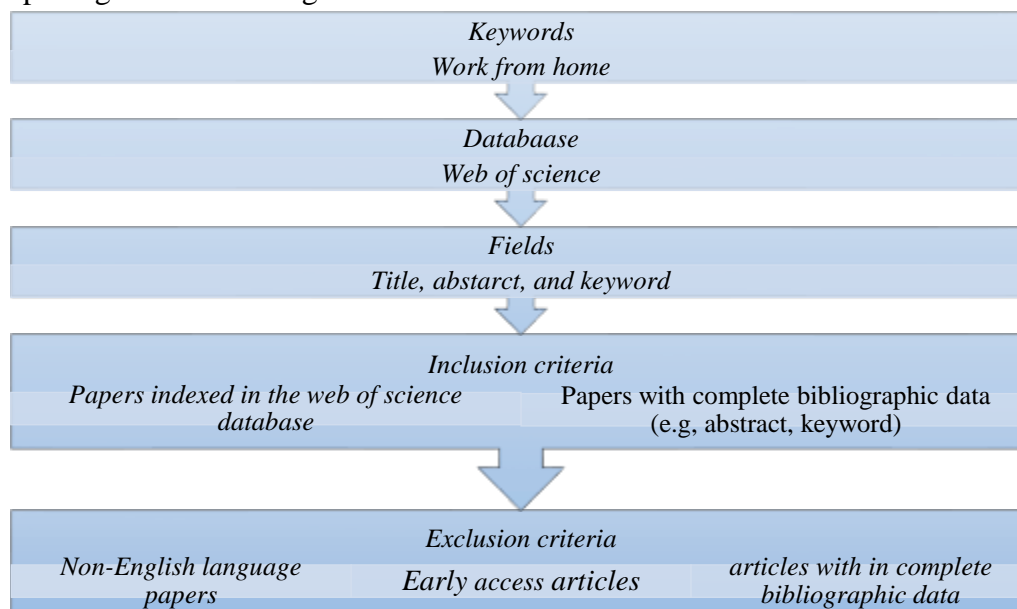 Keywords
Work from home
Databaase
Web of science
Fields
Title, abstarct, and keyword
Inclusion criteria
Papers indexed in the web of science
database
Papers with complete bibliographic data
(e.g, abstract, keyword)
Exclusion criteria
Non-English language
papers
Early access articles
articles with in complete
bibliographic data